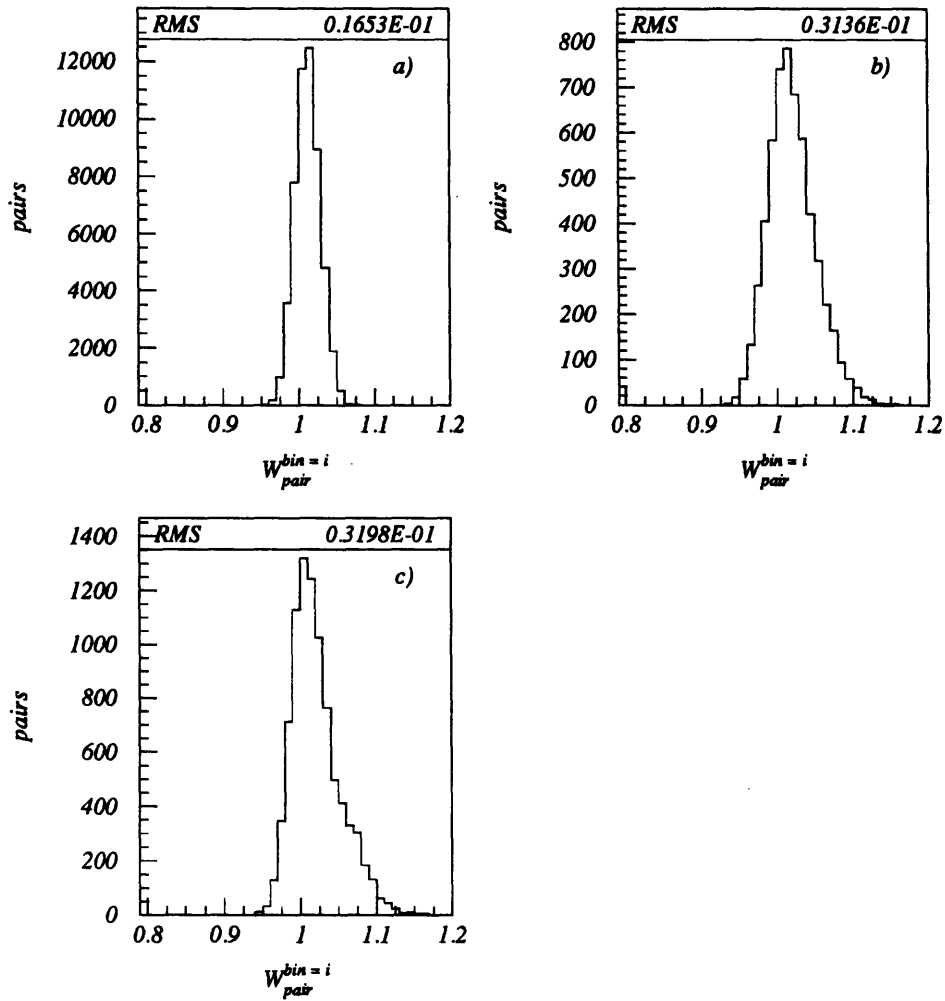 RMS 0.1653E-01
a)
12000
10000
8000
6000
4000
2000
0
pairs
0.8 0.9 1 1.1 1.2
W_pair^bin = i
RMS 0.3136E-01
b)
800
700
600
500
400
300
200
100
0
pairs
0.8 0.9 1 1.1 1.2
W_pair^bin = i
RMS 0.3198E-01
c)
1400
1200
1000
800
600
400
200
0
pairs
0.8 0.9 1 1.1 1.2
W_pair^bin = i